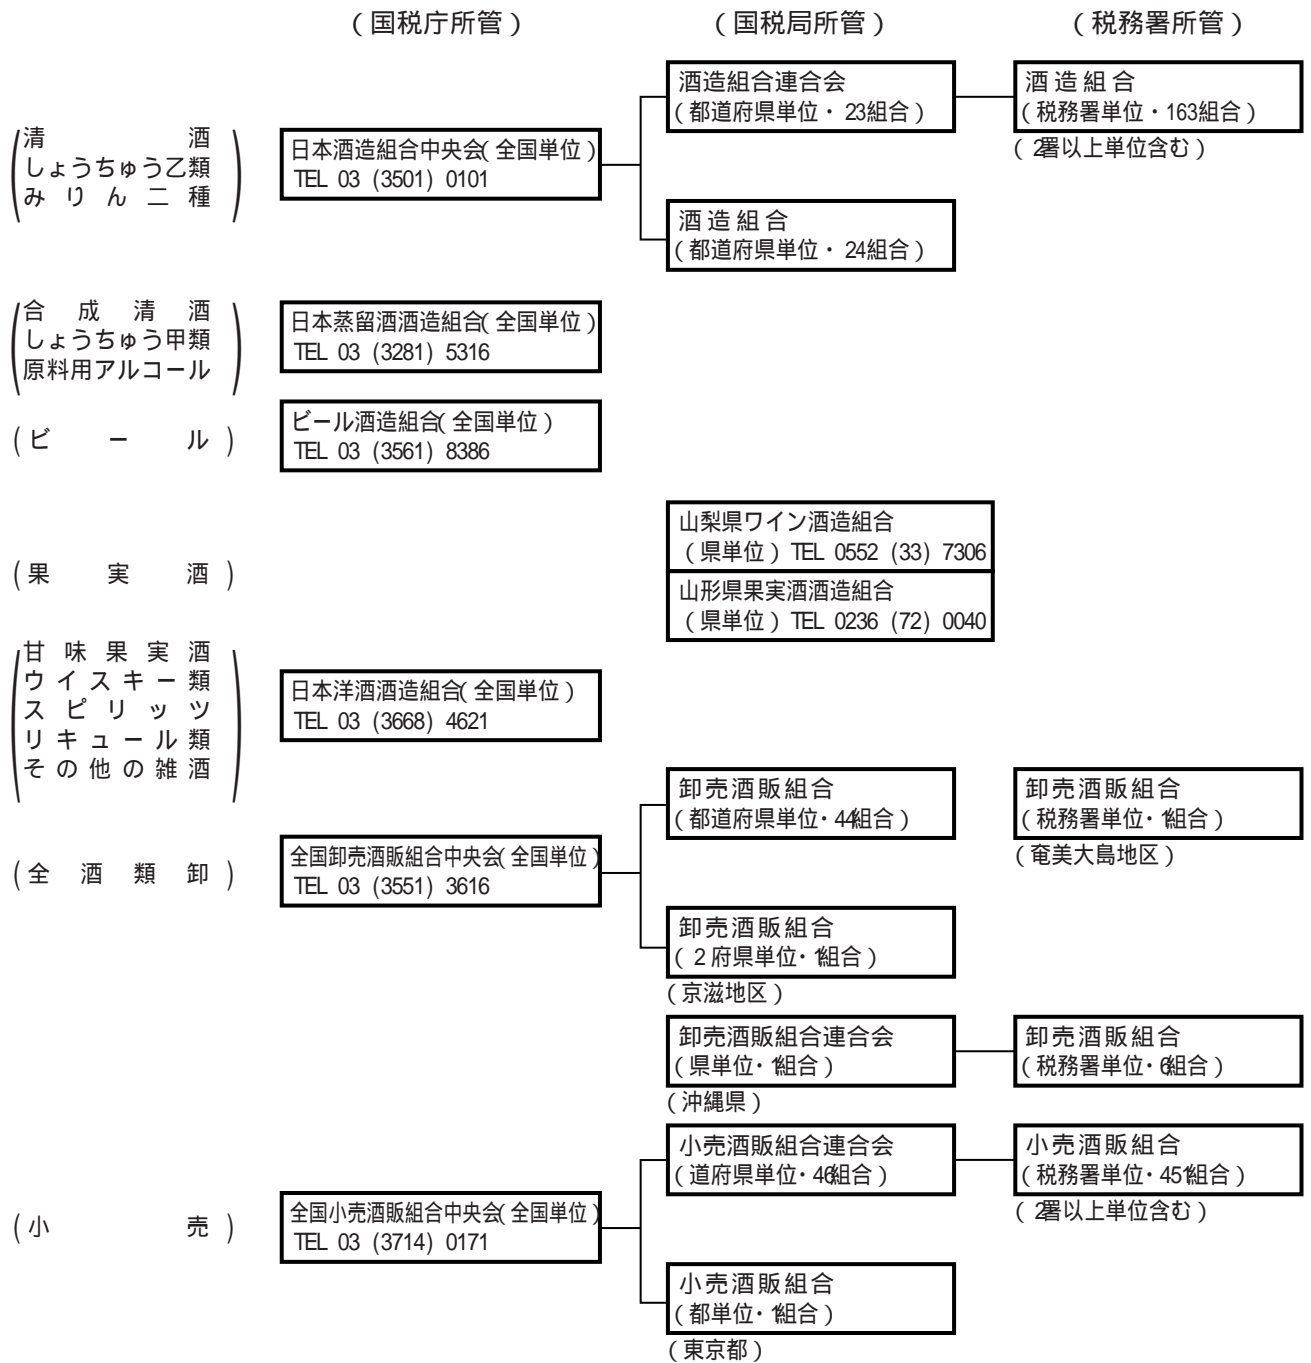 （国税庁所管） （国税局所管） （税務署所管）
酒造組合連合会
（都道府県単位・23組合）
酒造組合
（税務署単位・163組合）
（2署以上単位含む）
清酒
しょうちゅう乙類
みりん二種
日本酒造組合中央会（全国単位）
TEL 03 (3501) 0101
酒造組合
（都道府県単位・24組合）
合成清酒
しょうちゅう甲類
原料用アルコール
日本蒸留酒酒造組合（全国単位）
TEL 03 (3281) 5316
（ビール）
ビール酒造組合（全国単位）
TEL 03 (3561) 8386
（果実酒）
山梨県ワイン酒造組合
（県単位）TEL 0552 (33) 7306
山形県果実酒酒造組合
（県単位）TEL 0236 (72) 0040
甘味果実酒
ウイスキー類
スピリッツ
リキュール類
その他の雑酒
日本洋酒酒造組合（全国単位）
TEL 03 (3668) 4621
卸売酒販組合
（都道府県単位・44組合）
卸売酒販組合
（税務署単位・1組合）
（奄美大島地区）
（全酒類卸）
全国卸売酒販組合中央会（全国単位）
TEL 03 (3551) 3616
卸売酒販組合
（2府県単位・1組合）
（京滋地区）
卸売酒販組合連合会
（県単位・1組合）
（沖縄県）
卸売酒販組合
（税務署単位・6組合）
小売酒販組合連合会
（道府県単位・46組合）
小売酒販組合
（税務署単位・451組合）
（2署以上単位含む）
（小売）
全国小売酒販組合中央会（全国単位）
TEL 03 (3714) 0171
小売酒販組合
（都単位・1組合）
（東京都）